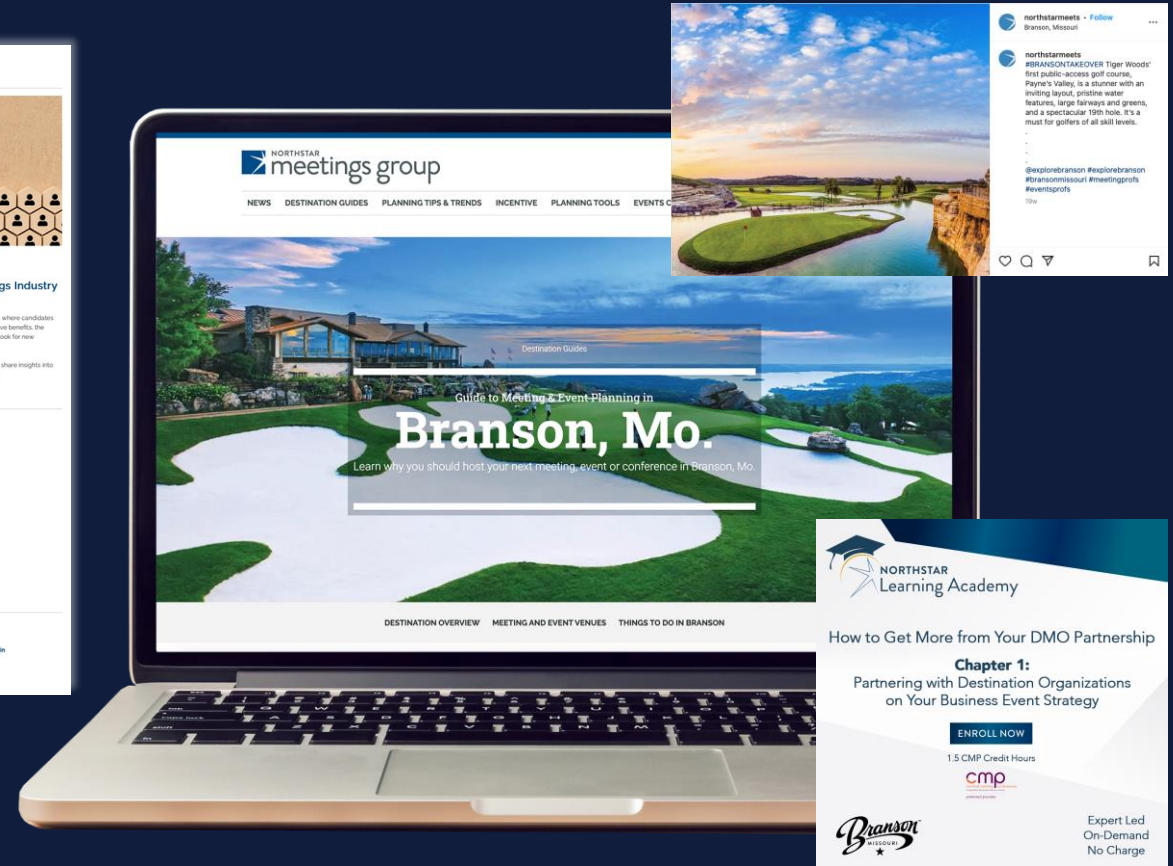 gs Industry
where candidates
ve benefits, the
ook for new
share insights into
in
NORTHSTAR
meetings group
NEWS DESTINATION GUIDES PLANNING TIPS & TRENDS INCENTIVE PLANNING TOOLS EVENTS C
Destination Guides
Guide to Meeting & Event Planning in
Branson, Mo.
Learn why you should host your next meeting, event or conference in Branson, Mo.
DESTINATION OVERVIEW MEETING AND EVENT VENUES THINGS TO DO IN BRANSON
northstarmeets • Follow
Branson, Missouri
northstarmeets
#BRANSONTAKEOVER Tiger Woods'
first public-access golf course,
Payne's Valley, is a stunner with an
inviting layout, pristine water
features, large fairways and greens,
and a spectacular 19th hole. It's a
must for golfers of all skill levels.
.
.
.
.
@explorebranson #explorebranson
#bransonmissouri #meetingprofs
#eventsprofs
19w
NORTHSTAR
Learning Academy
How to Get More from Your DMO Partnership
Chapter 1:
Partnering with Destination Organizations
on Your Business Event Strategy
ENROLL NOW
1.5 CMP Credit Hours
cmp
Branson
MISSOURI
Expert Led
On-Demand
No Charge